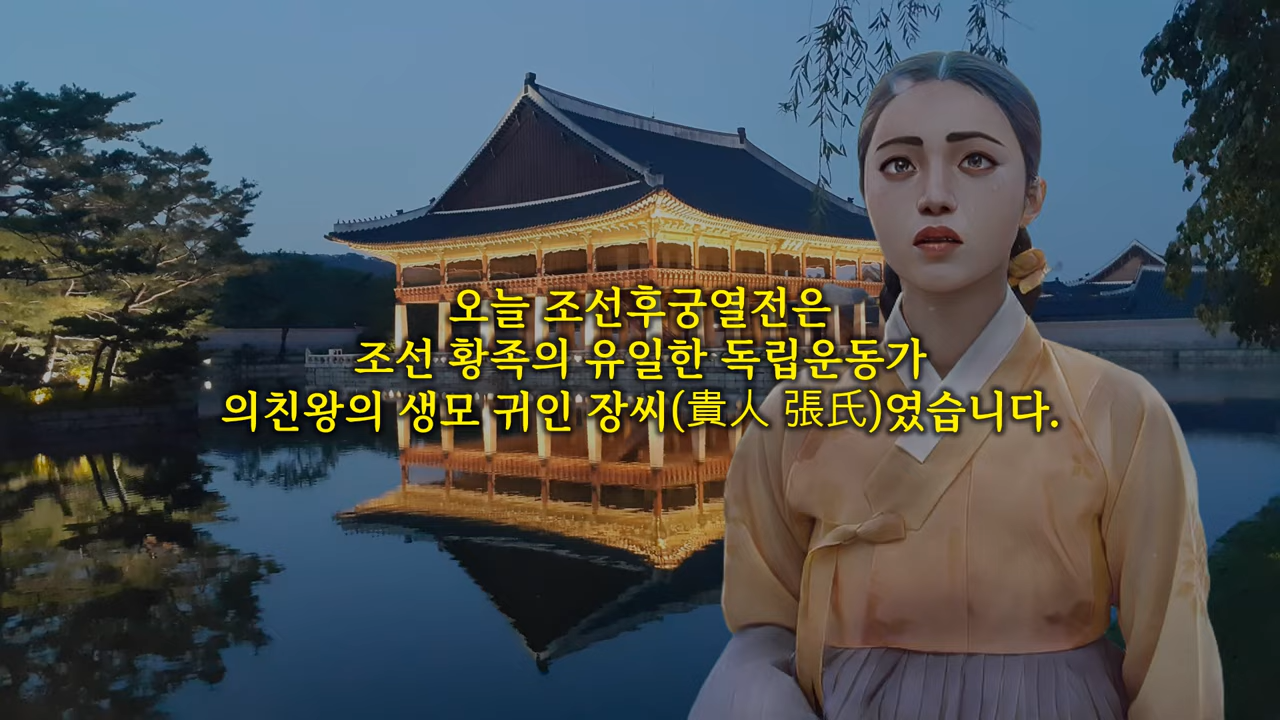 오늘 조선후궁열전은
조선 황족의 유일한 독립운동가
의친왕의 생모 귀인 장씨(貴人 張氏)였습니다.